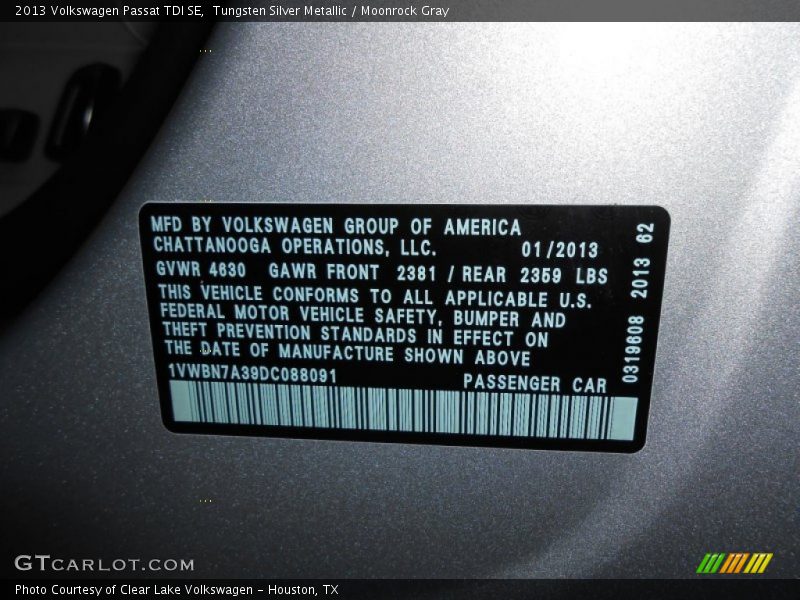 2013 Volkswagen Passat TDI SE,  Tungsten Silver Metallic / Moonrock Gray
MFD BY VOLKSWAGEN GROUP OF AMERICA
CHATTANOOGA OPERATIONS, LLC. 01/2013
GVWR 4630 GAWR FRONT 2381 / REAR 2359 LBS
THIS VEHICLE CONFORMS TO ALL APPLICABLE U.S.
FEDERAL MOTOR VEHICLE SAFETY, BUMPER AND
THEFT PREVENTION STANDARDS IN EFFECT ON
THE DATE OF MANUFACTURE SHOWN ABOVE
1VWBN7A39DC088091 PASSENGER CAR
0319608 2013 62
GTCARLOT.COM
Photo Courtesy of Clear Lake Volkswagen - Houston, TX